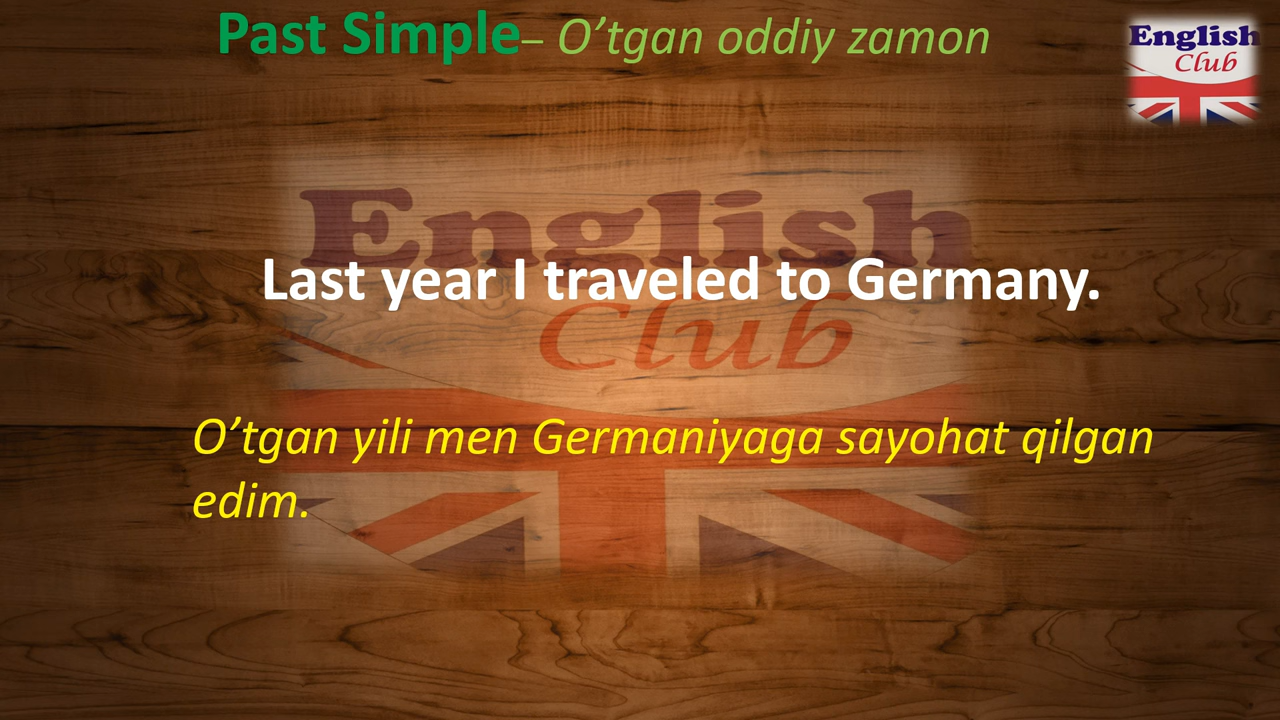 Past Simple– O’tgan oddiy zamon
English
Club
English
Last year I traveled to Germany.
Club
O’tgan yili men Germaniyaga sayohat qilgan
edim.